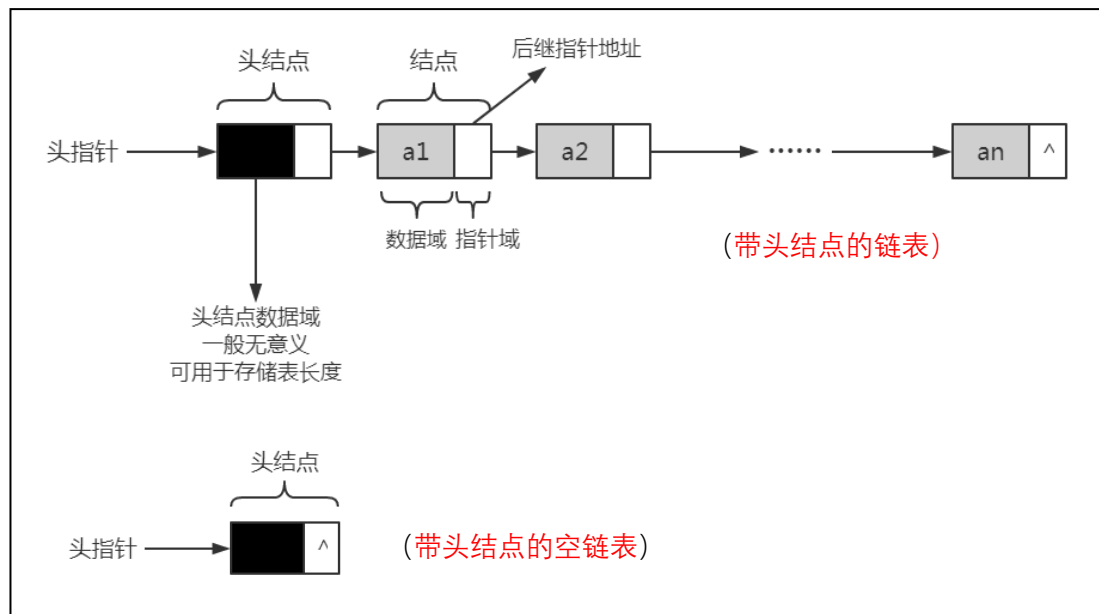 后继指针地址
头结点
结点
头指针
a1
a2
……
an
^
数据域
指针域
（带头结点的链表）
头结点数据域
一般无意义
可用于存储表长度
头结点
头指针
^
（带头结点的空链表）